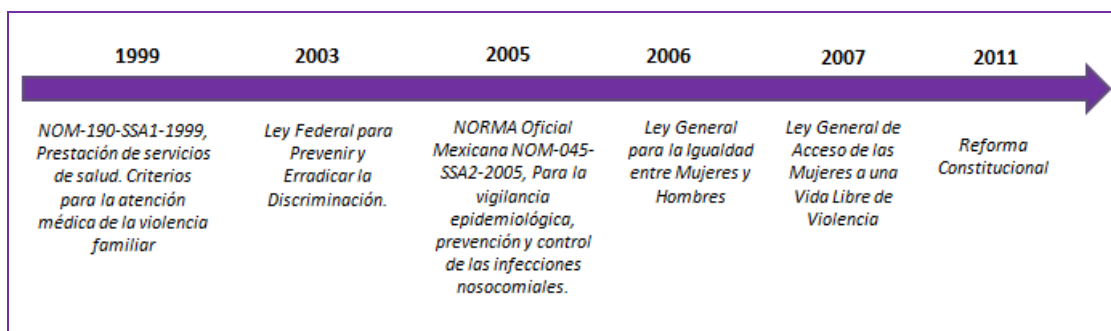 1999
NOM-190-SSA1-1999,
Prestación de servicios
de salud. Criterios
para la atención
médica de la violencia
familiar
2003
Ley Federal para
Prevenir y
Erradicar la
Discriminación.
2005
NORMA Oficial
Mexicana NOM-045-
SSA2-2005, Para la
vigilancia
epidemiológica,
prevención y control
de las infecciones
nosocomiales.
2006
Ley General
para la Igualdad
entre Mujeres y
Hombres
2007
Ley General de
Acceso de las
Mujeres a una
Vida Libre de
Violencia
2011
Reforma
Constitucional